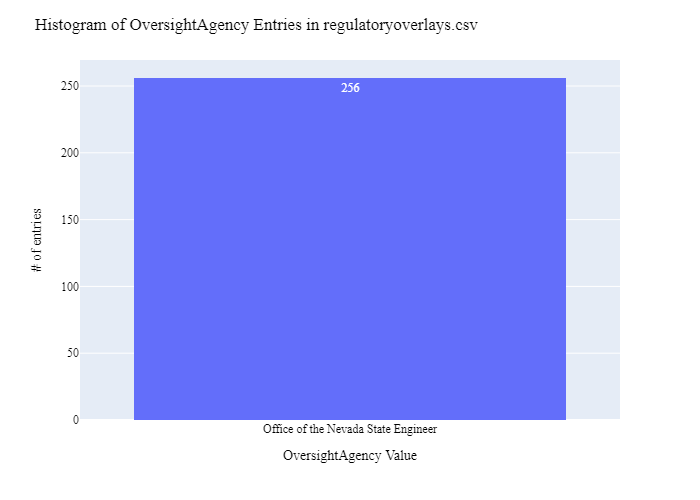 Histogram of OversightAgency Entries in regulatoryoverlays.csv
256
250
200
150
100
50
0
# of entries
Office of the Nevada State Engineer
OversightAgency Value